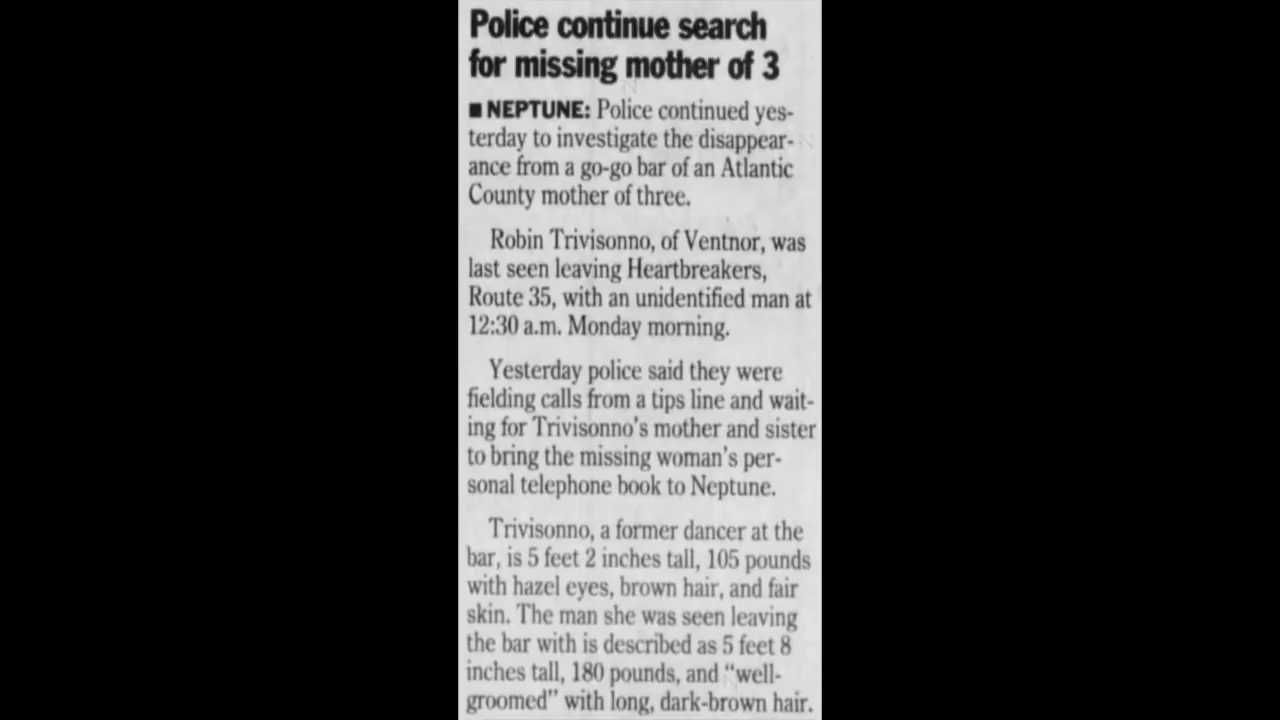 Police continue search
for missing mother of 3
■ NEPTUNE: Police continued yes-
terday to investigate the disappear-
ance from a go-go bar of an Atlantic
County mother of three.
Robin Trivisonno, of Ventnor, was
last seen leaving Heartbreakers,
Route 35, with an unidentified man at
12:30 a.m. Monday morning.
Yesterday police said they were
fielding calls from a tips line and wait-
ing for Trivisonno's mother and sister
to bring the missing woman's per-
sonal telephone book to Neptune.
Trivisonno, a former dancer at the
bar, is 5 feet 2 inches tall, 105 pounds
with hazel eyes, brown hair, and fair
skin. The man she was seen leaving
the bar with is described as 5 feet 8
inches tall, 180 pounds, and "well-
groomed" with long, dark-brown hair.